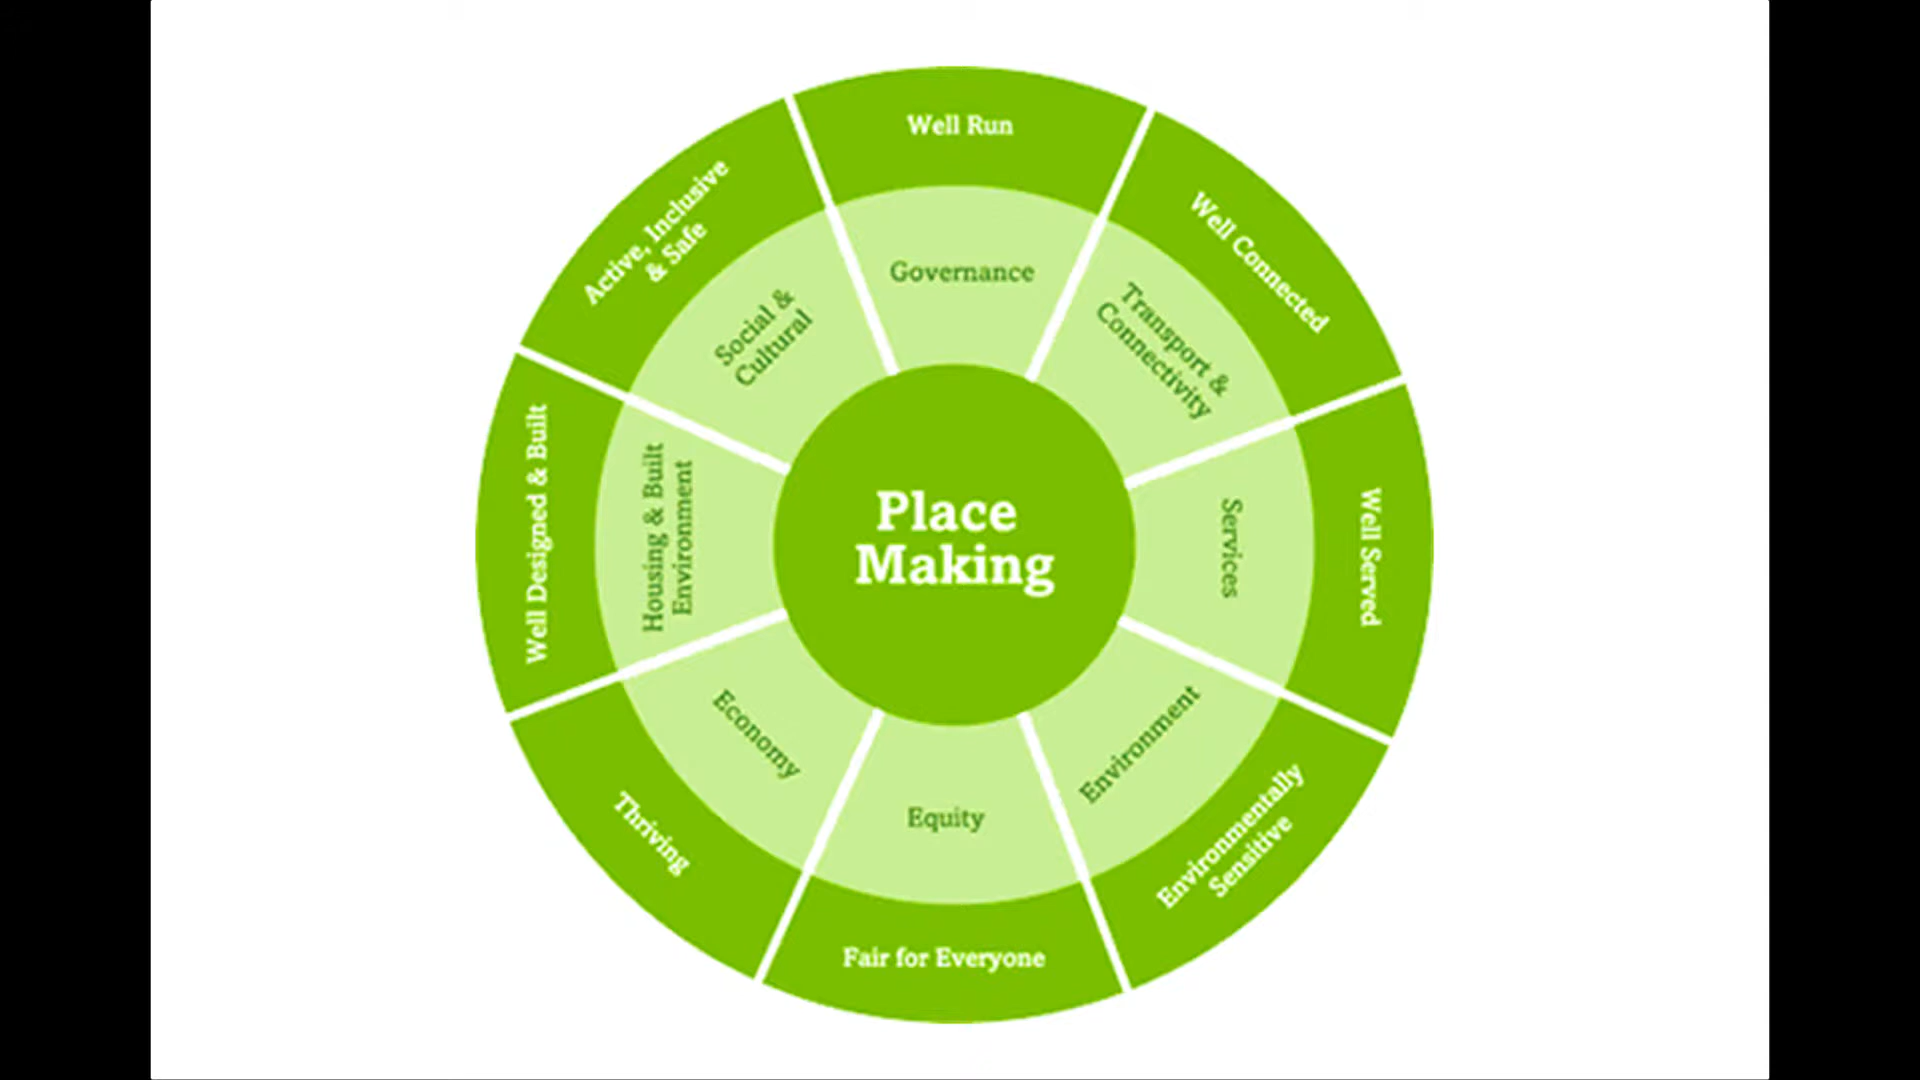 Well Run
Governance
Well Connected
Transport &
Connectivity
Well Served
Services
Environmentally
Sensitive
Environment
Fair for Everyone
Equity
Thriving
Economy
Well Designed & Built
Housing & Built
Environment
Active, Inclusive
& Safe
Social &
Cultural
Place
Making